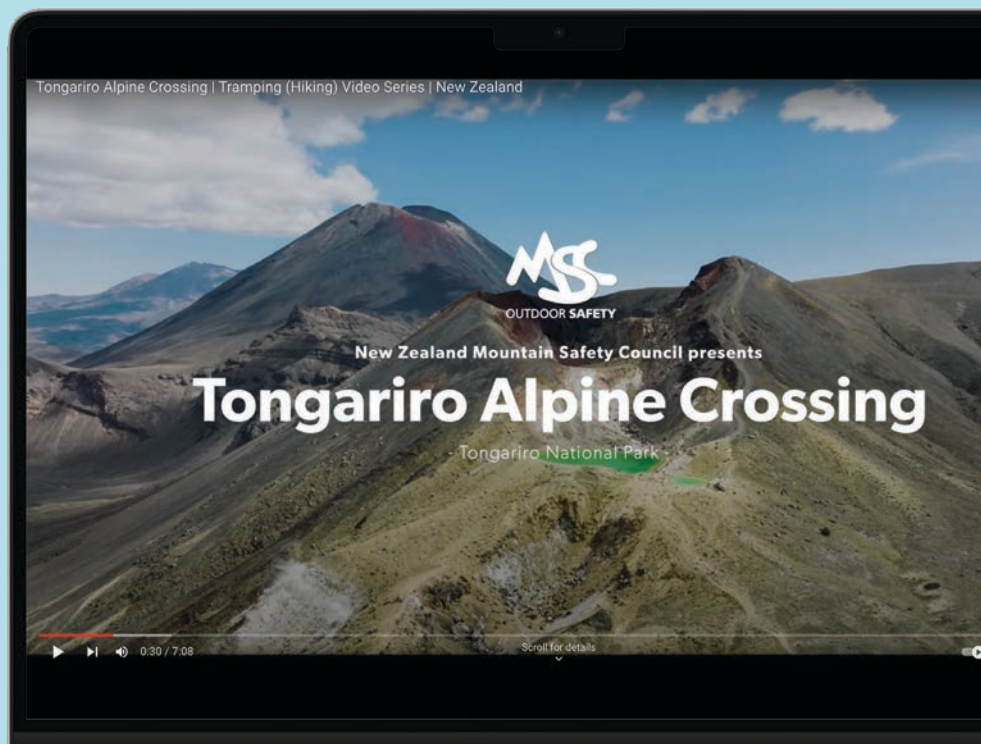 Tongariro Alpine Crossing | Tramping (Hiking) Video Series | New Zealand
MSC
OUTDOOR SAFETY
New Zealand Mountain Safety Council presents
Tongariro Alpine Crossing
- Tongariro National Park -
0:30 / 7:08
Scroll for details